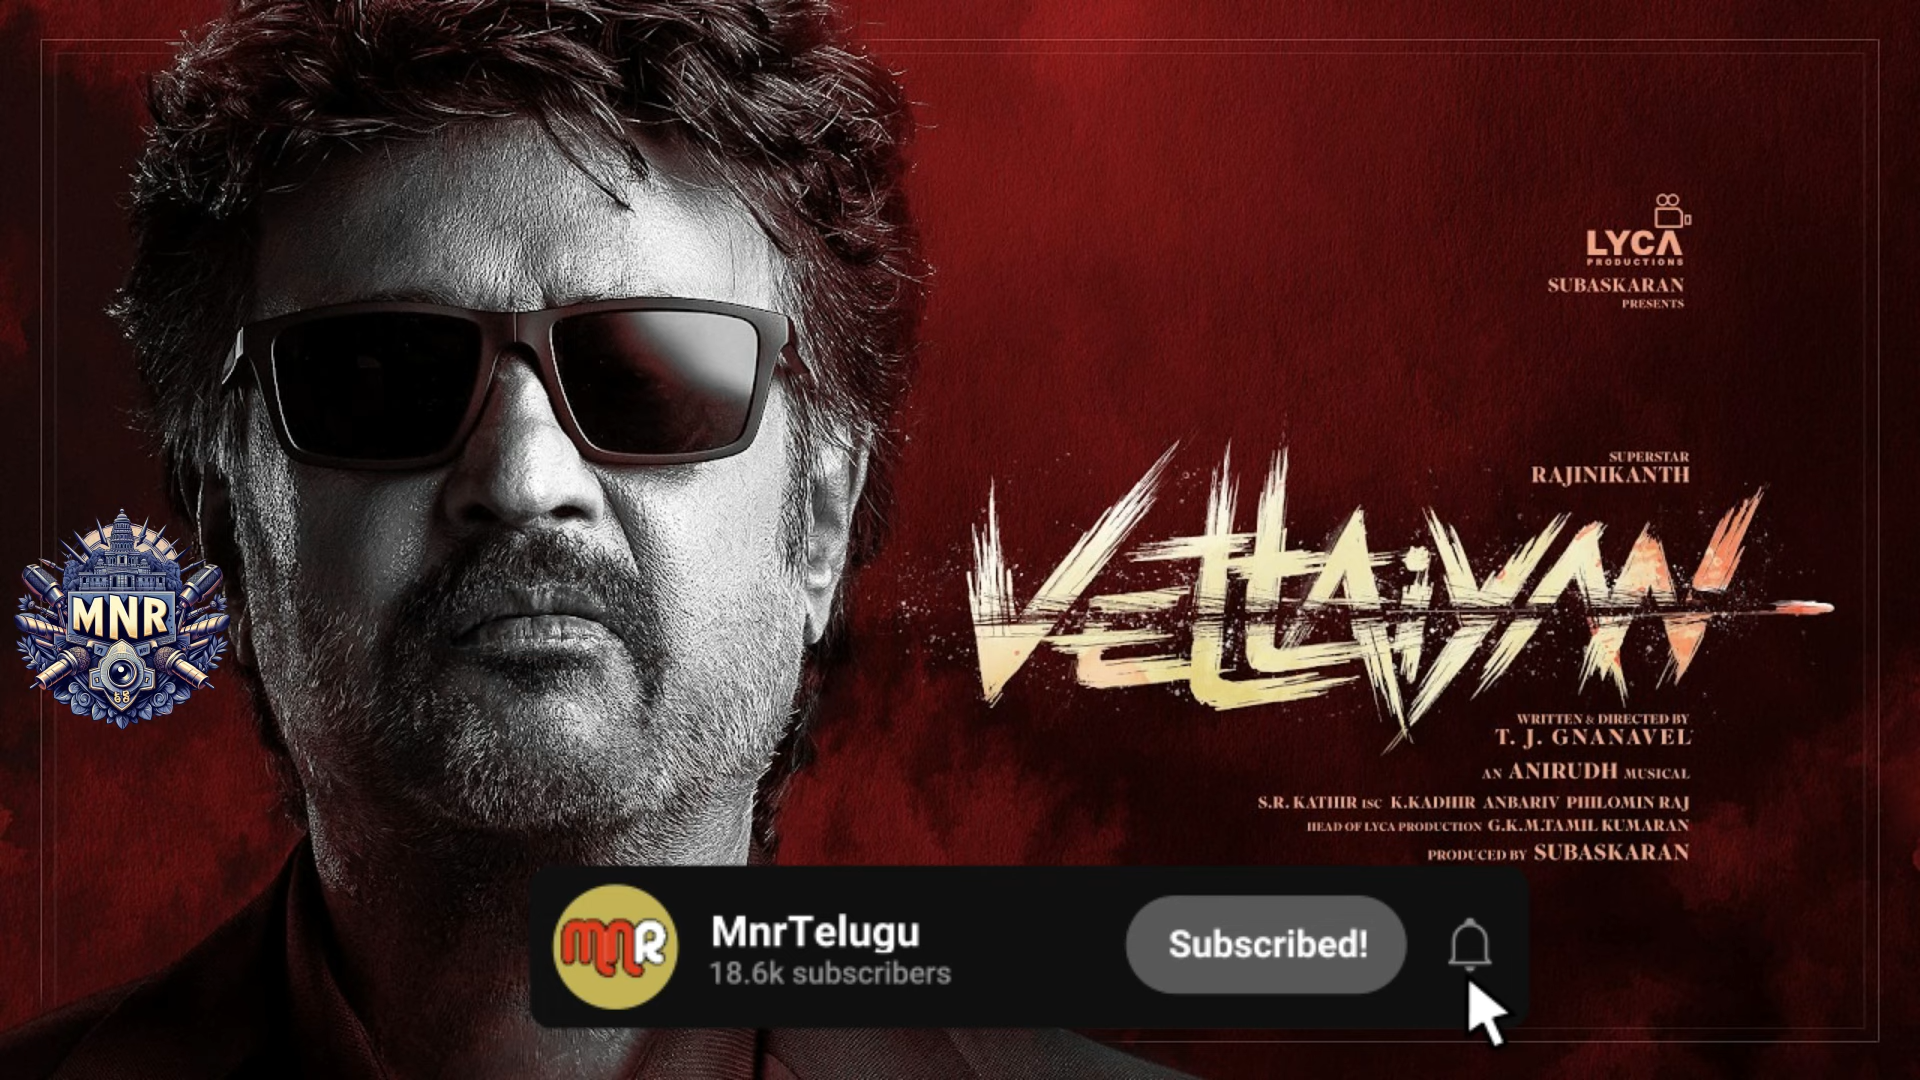 LYCA
PRODUCTIONS
SUBASKARAN
PRESENTS
SUPERSTAR
RAJINIKANTH
VETTAiYAN
WRITTEN & DIRECTED BY
T. J. GNANAVEL
AN ANIRUDH MUSICAL
S.R. KATHIR ISC K.KADHIR ANBARIV PHILOMIN RAJ
HEAD OF LYCA PRODUCTION G.K.M.TAMIL KUMARAN
PRODUCED BY SUBASKARAN
MNR
mnR
MnrTelugu
18.6k subscribers
Subscribed!